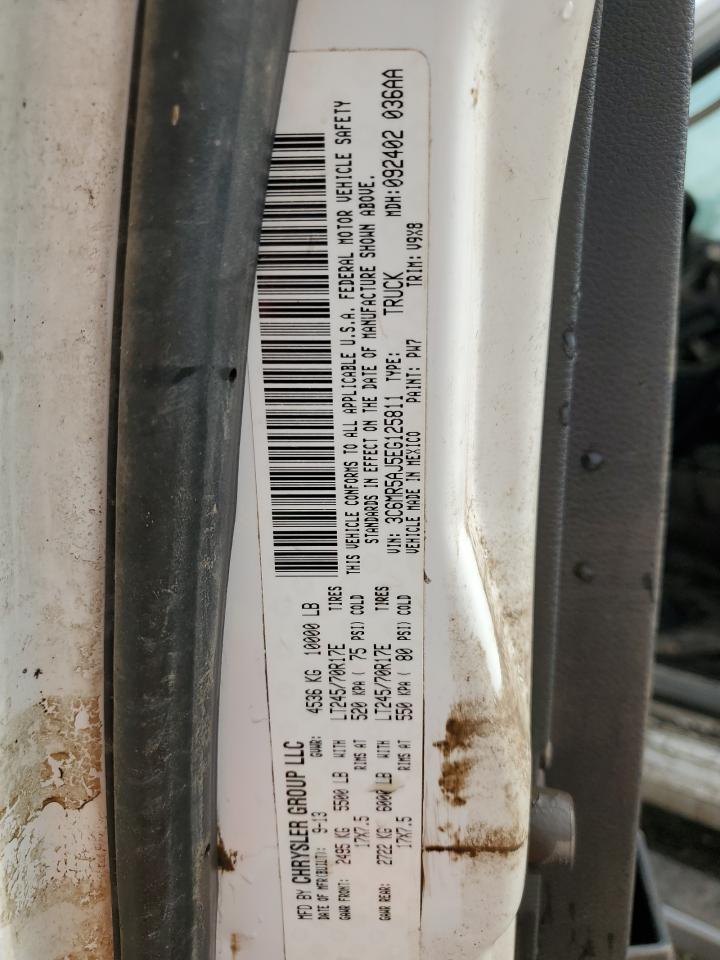 MFD BY CHRYSLER GROUP LLC
DATE OF MFR(BUILT): 9-13 GVWR: 4536 KG 10000 LB
GAWR FRONT: 2495 KG 5500 LB WITH LT245/70R17E TIRES
17X7.5 RIMS AT 520 KPA( 75 PSI) COLD
GAWR REAR: 2722 KG 6000 LB WITH LT245/70R17E TIRES
17X7.5 RIMS AT 550 KPA( 80 PSI) COLD
THIS VEHICLE CONFORMS TO ALL APPLICABLE U.S.A. FEDERAL MOTOR VEHICLE SAFETY
STANDARDS IN EFFECT ON THE DATE OF MANUFACTURE SHOWN ABOVE.
VIN: 3C6MR5AJ5EG125811 TYPE: TRUCK MDH:092402 036AA
VEHICLE MADE IN MEXICO PAINT: PW7 TRIM: V9X8